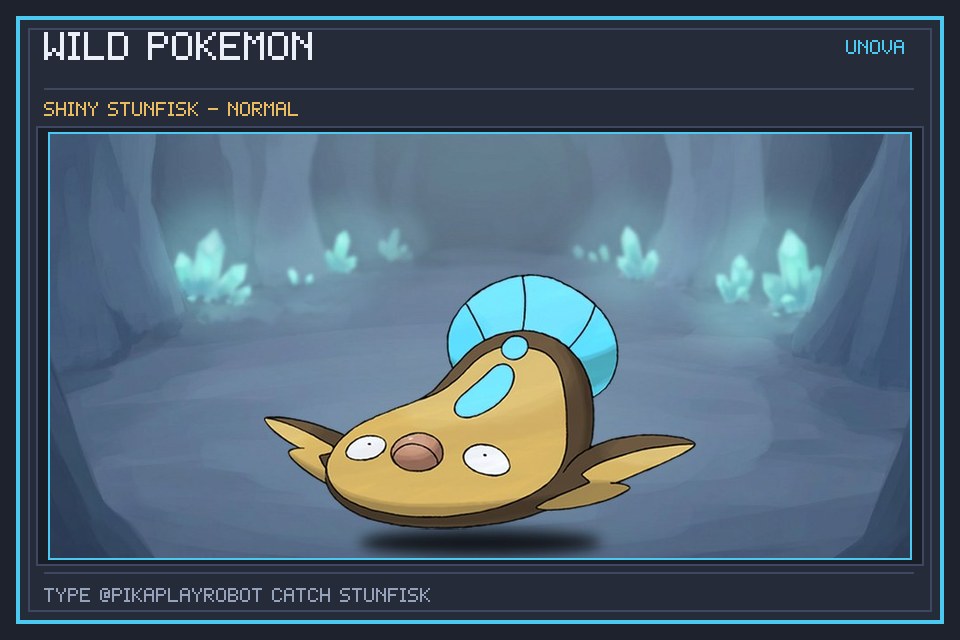 WILD POKEMON
UNOVA
SHINY STUNFISK - NORMAL
TYPE @PIKAPLAYROBOT CATCH STUNFISK